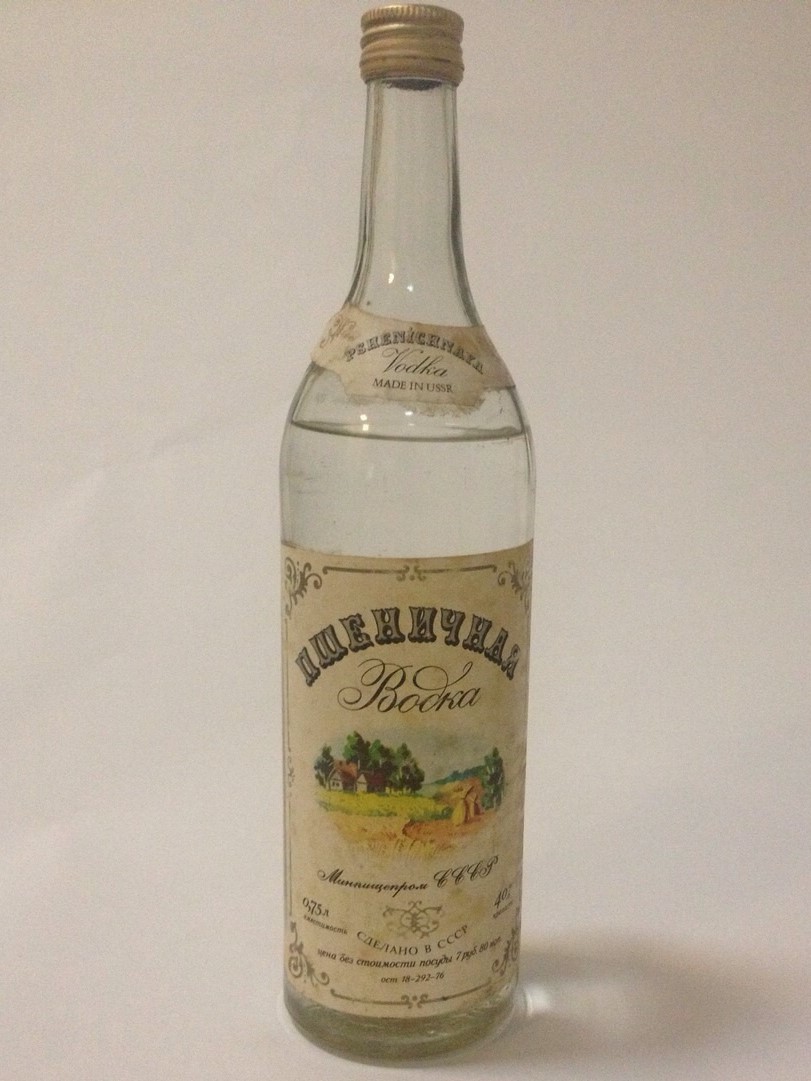 PSHENICHNAYA
Vodka
MADE IN USSR
ПШЕНИЧНАЯ
Водка
Минпищепром СССР
0,75л
40
СДЕЛАНО В СССР
цена без стоимости посуды 7 руб. 80 коп.
ост 18-292-76